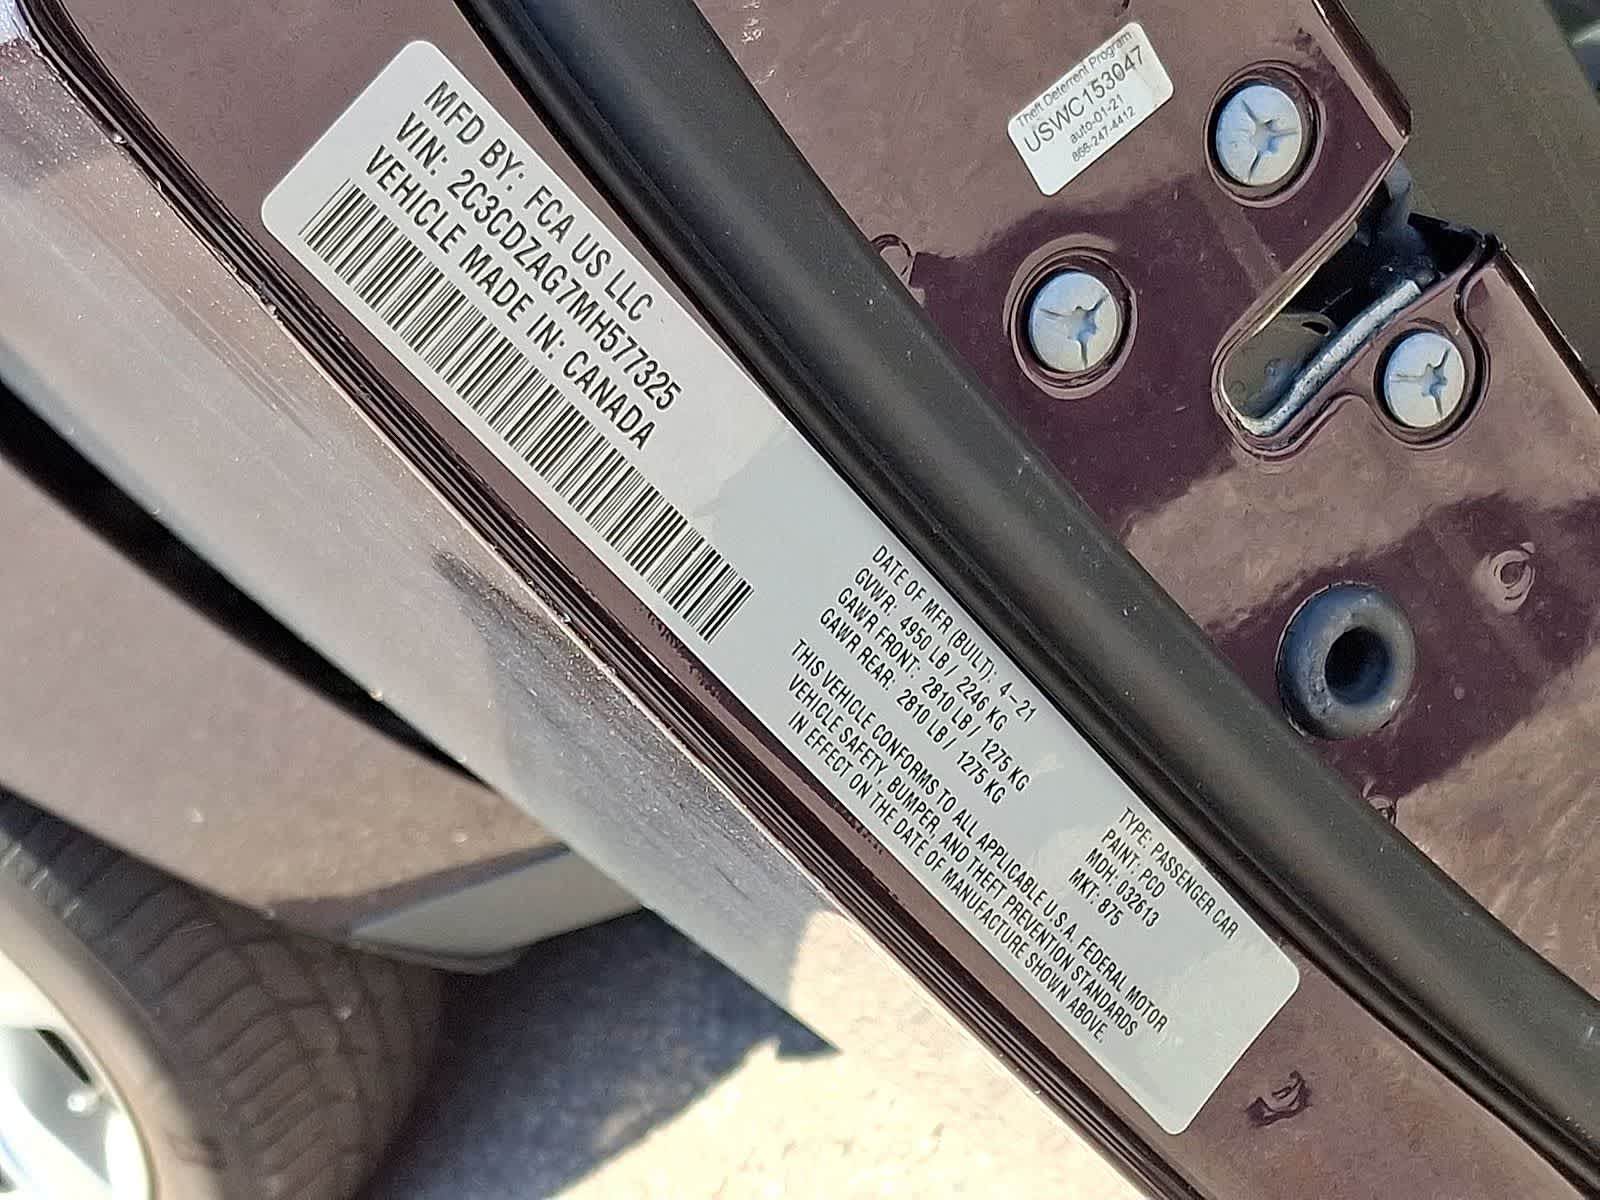 MFD BY: FCA US LLC
VIN: 2C3CDZAG7MH577325
VEHICLE MADE IN: CANADA
DATE OF MFR (BUILT): 4-21
GVWR: 4950 LB / 2246 KG
GAWR FRONT: 2810 LB / 1275 KG
GAWR REAR: 2810 LB / 1275 KG
THIS VEHICLE CONFORMS TO ALL APPLICABLE U.S.A. FEDERAL MOTOR
VEHICLE SAFETY, BUMPER, AND THEFT PREVENTION STANDARDS
IN EFFECT ON THE DATE OF MANUFACTURE SHOWN ABOVE.
TYPE: PASSENGER CAR
PAINT: PCD
MDH: 032613
MKT: 875
Theft Deterrent Program
USWC153047
auto-01-21
866-247-4412